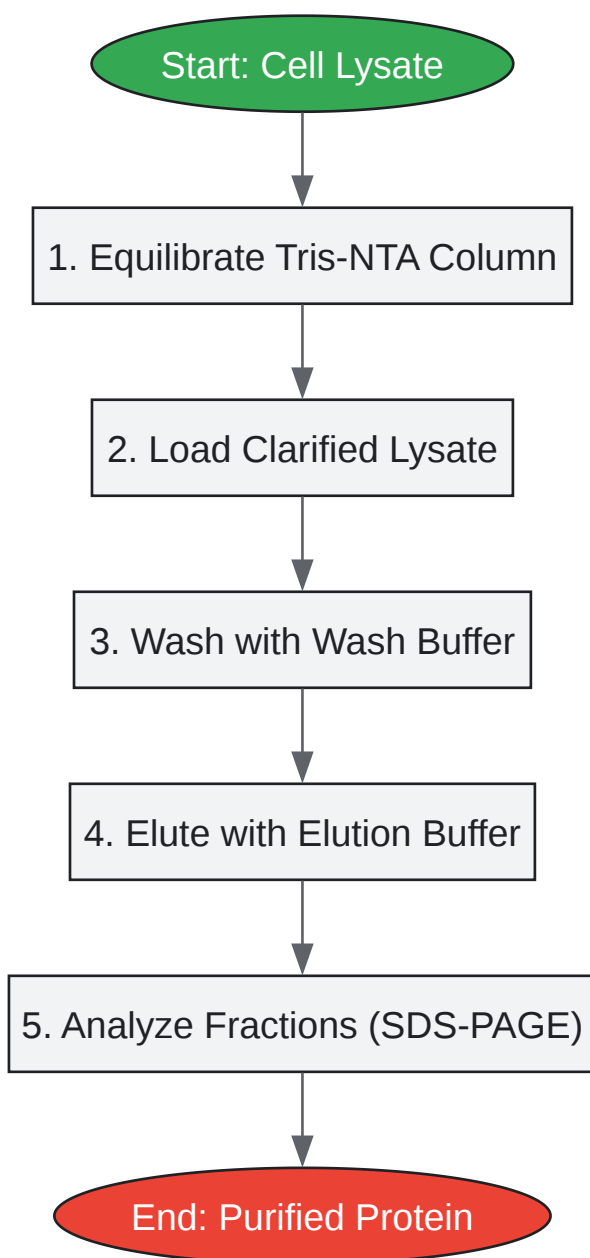 Start: Cell Lysate
1. Equilibrate Tris-NTA Column
2. Load Clarified Lysate
3. Wash with Wash Buffer
4. Elute with Elution Buffer
5. Analyze Fractions (SDS-PAGE)
End: Purified Protein